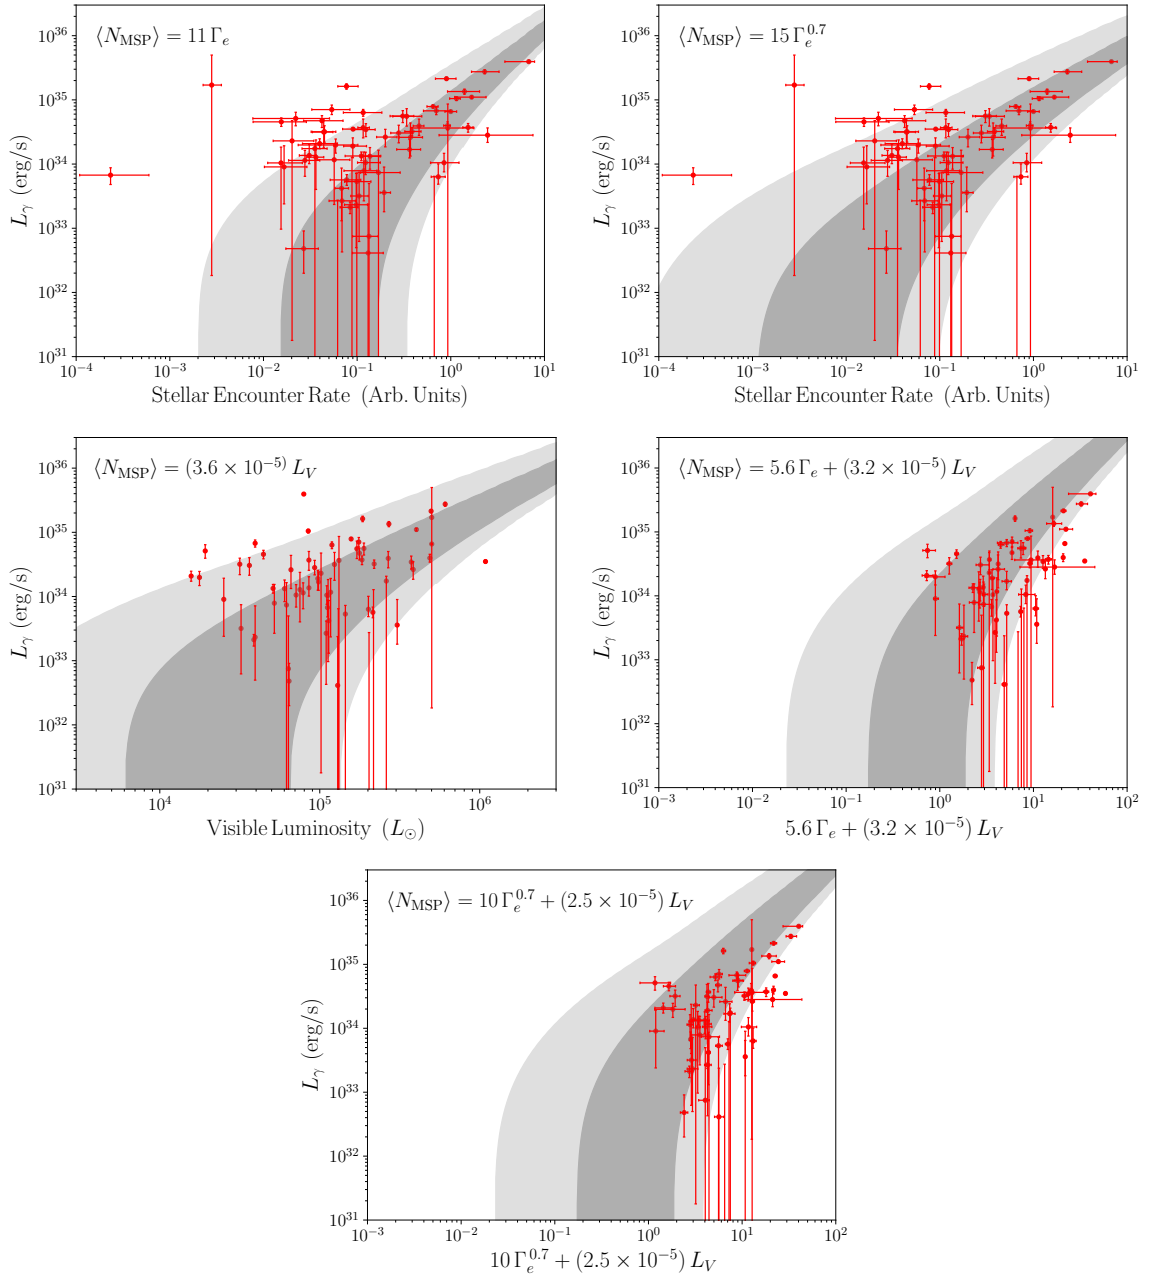 ⟨N_MSP⟩ = 11 Γ_e
L_γ (erg/s)
10^36
10^35
10^34
10^33
10^32
10^31
10^−4 10^−3 10^−2 10^−1 10^0 10^1
Stellar Encounter Rate (Arb. Units)
⟨N_MSP⟩ = 15 Γ_e^0.7
L_γ (erg/s)
10^36
10^35
10^34
10^33
10^32
10^31
10^−4 10^−3 10^−2 10^−1 10^0 10^1
Stellar Encounter Rate (Arb. Units)
⟨N_MSP⟩ = (3.6 × 10^−5) L_V
L_γ (erg/s)
10^36
10^35
10^34
10^33
10^32
10^31
10^4 10^5 10^6
Visible Luminosity (L_⊙)
⟨N_MSP⟩ = 5.6 Γ_e + (3.2 × 10^−5) L_V
L_γ (erg/s)
10^36
10^35
10^34
10^33
10^32
10^31
10^−3 10^−2 10^−1 10^0 10^1 10^2
5.6 Γ_e + (3.2 × 10^−5) L_V
⟨N_MSP⟩ = 10 Γ_e^0.7 + (2.5 × 10^−5) L_V
L_γ (erg/s)
10^36
10^35
10^34
10^33
10^32
10^31
10^−3 10^−2 10^−1 10^0 10^1 10^2
10 Γ_e^0.7 + (2.5 × 10^−5) L_V